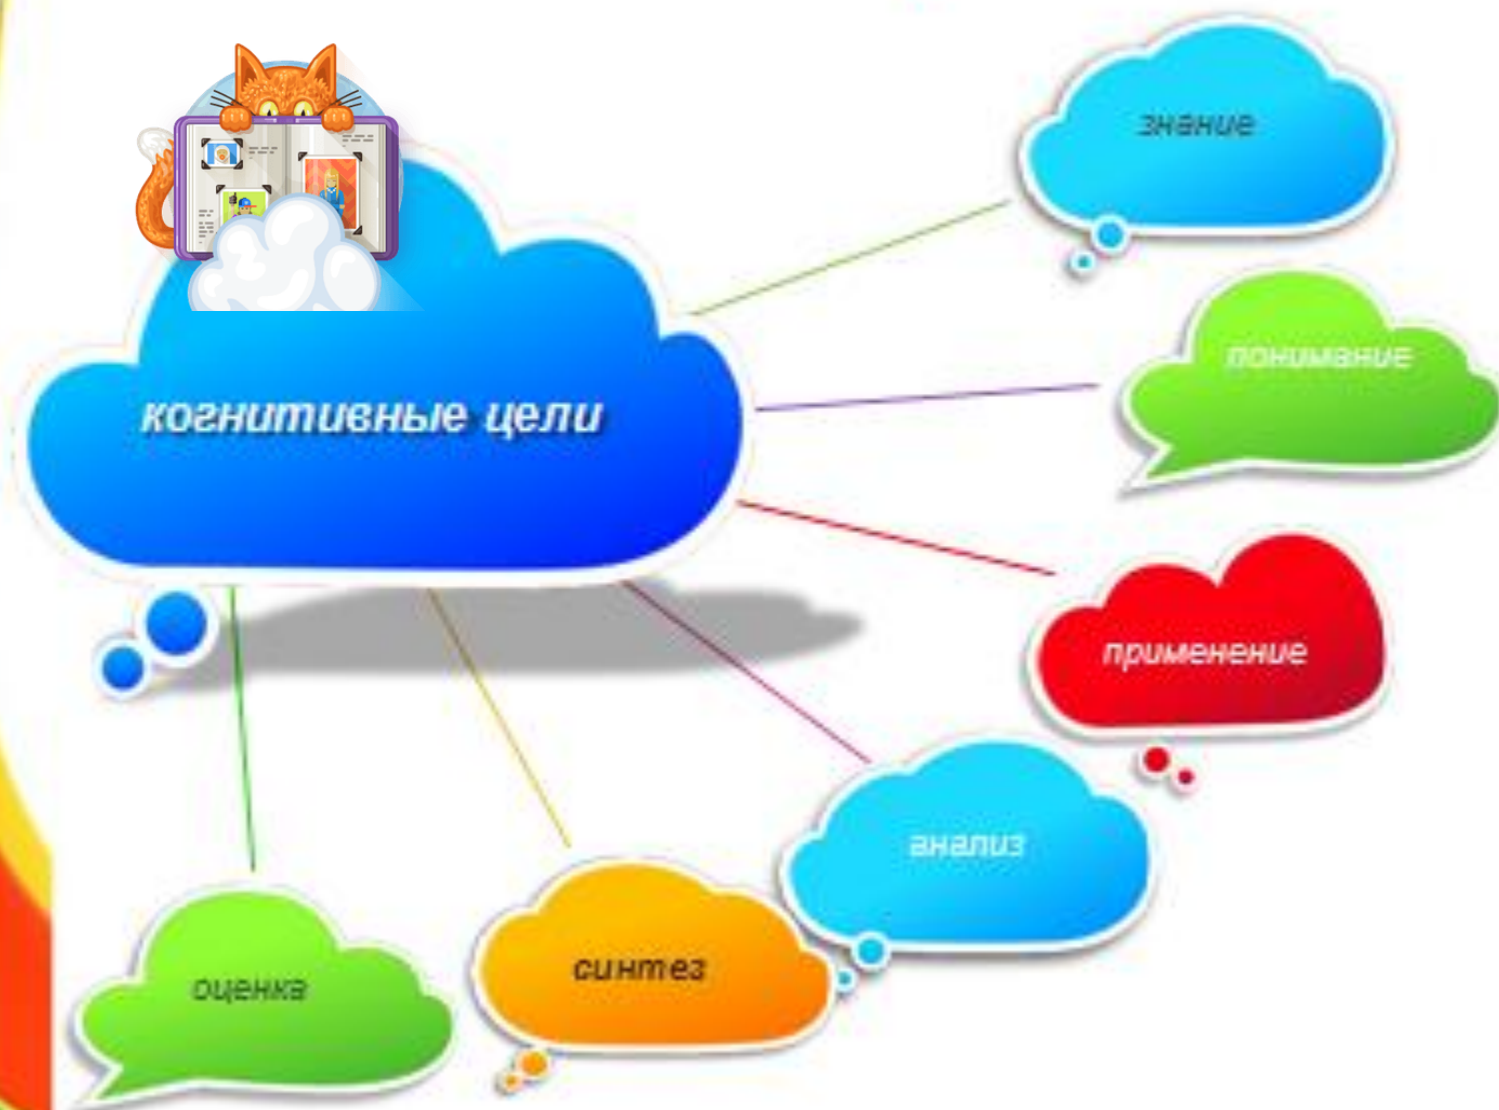 знание
понимание
когнитивные цели
применение
анализ
синтез
оценка